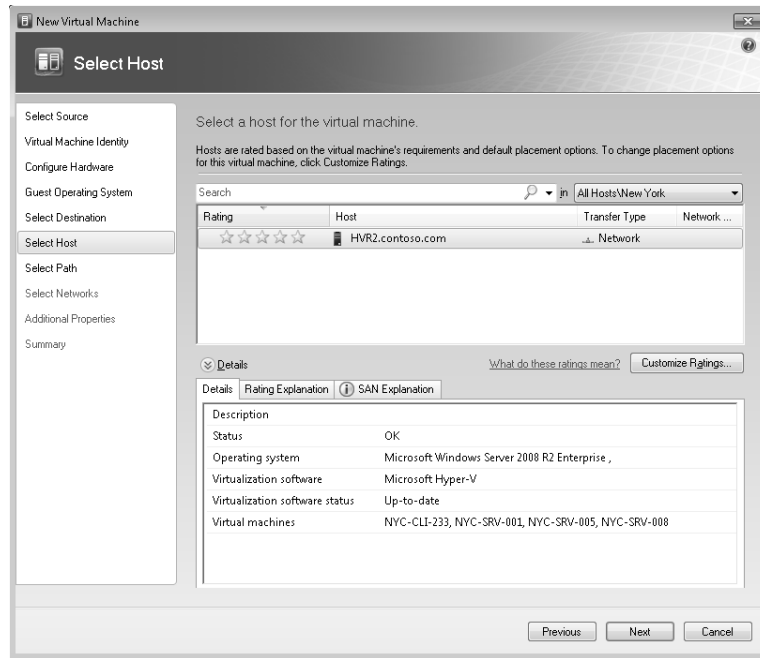 New Virtual Machine
Select Host
Select Source
Virtual Machine Identity
Configure Hardware
Guest Operating System
Select Destination
Select Host
Select Path
Select Networks
Additional Properties
Summary
Select a host for the virtual machine.
Hosts are rated based on the virtual machine's requirements and default placement options. To change placement options
for this virtual machine, click Customize Ratings.
Search in All Hosts\New York
Rating Host Transfer Type Network ...
HVR2.contoso.com Network
Details What do these ratings mean? Customize Ratings...
Details Rating Explanation SAN Explanation
Description
Status OK
Operating system Microsoft Windows Server 2008 R2 Enterprise ,
Virtualization software Microsoft Hyper-V
Virtualization software status Up-to-date
Virtual machines NYC-CLI-233, NYC-SRV-001, NYC-SRV-005, NYC-SRV-008
Previous Next Cancel